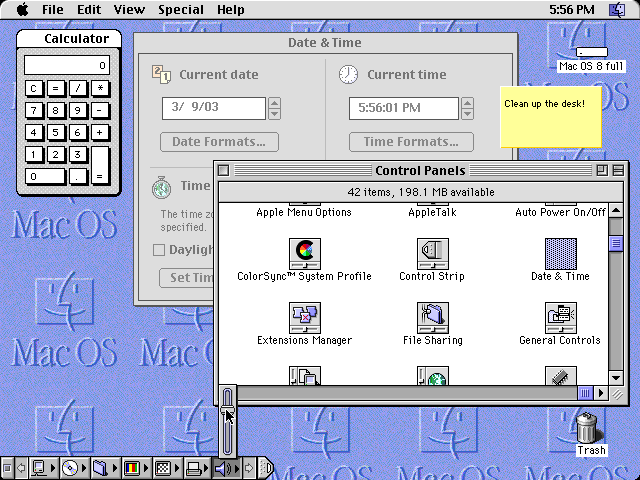 File Edit View Special Help 5:56 PM
Calculator
0
C = / *
7 8 9 -
4 5 6 +
1 2 3
0 . =
Date & Time
Current date
3/ 9/03
Date Formats...
Current time
5:56:01 PM
Time Formats...
Time
The time zo
specified.
Dayligh
Set Tim
Mac OS 8 full
Clean up the desk!
Control Panels
42 items, 198.1 MB available
Apple Menu Options
AppleTalk
Auto Power On/Off
ColorSync™ System Profile
Control Strip
Date & Time
Extensions Manager
File Sharing
General Controls
Trash
Mac OS
Mac OS
Mac OS
Mac OS